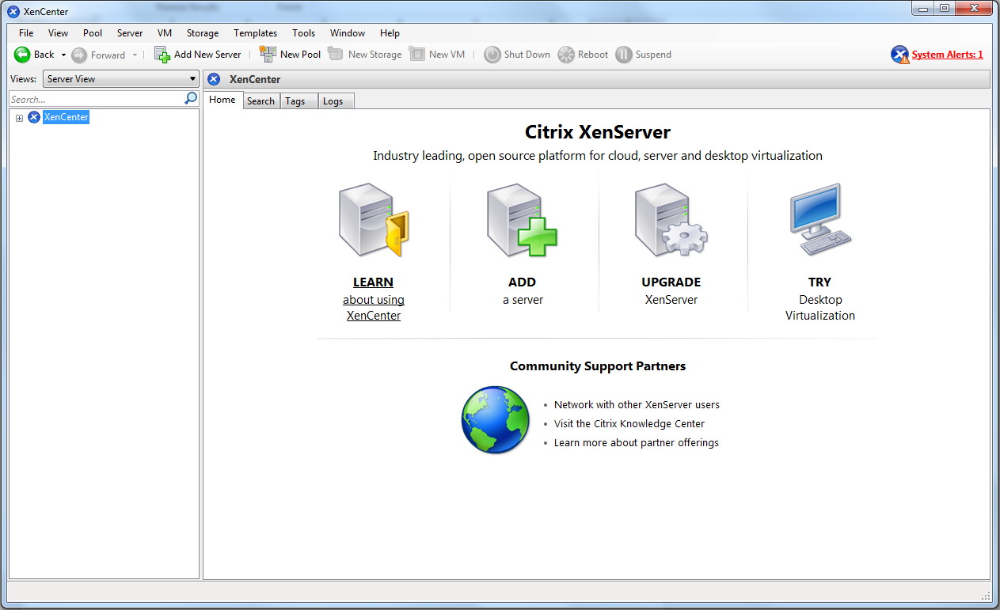 XenCenter
File View Pool Server VM Storage Templates Tools Window Help
Back Forward Add New Server New Pool New Storage New VM Shut Down Reboot Suspend System Alerts: 1
Views: Server View
XenCenter
Search...
Home Search Tags Logs
XenCenter
Citrix XenServer
Industry leading, open source platform for cloud, server and desktop virtualization
LEARN
about using
XenCenter
ADD
a server
UPGRADE
XenServer
TRY
Desktop
Virtualization
Community Support Partners
Network with other XenServer users
Visit the Citrix Knowledge Center
Learn more about partner offerings